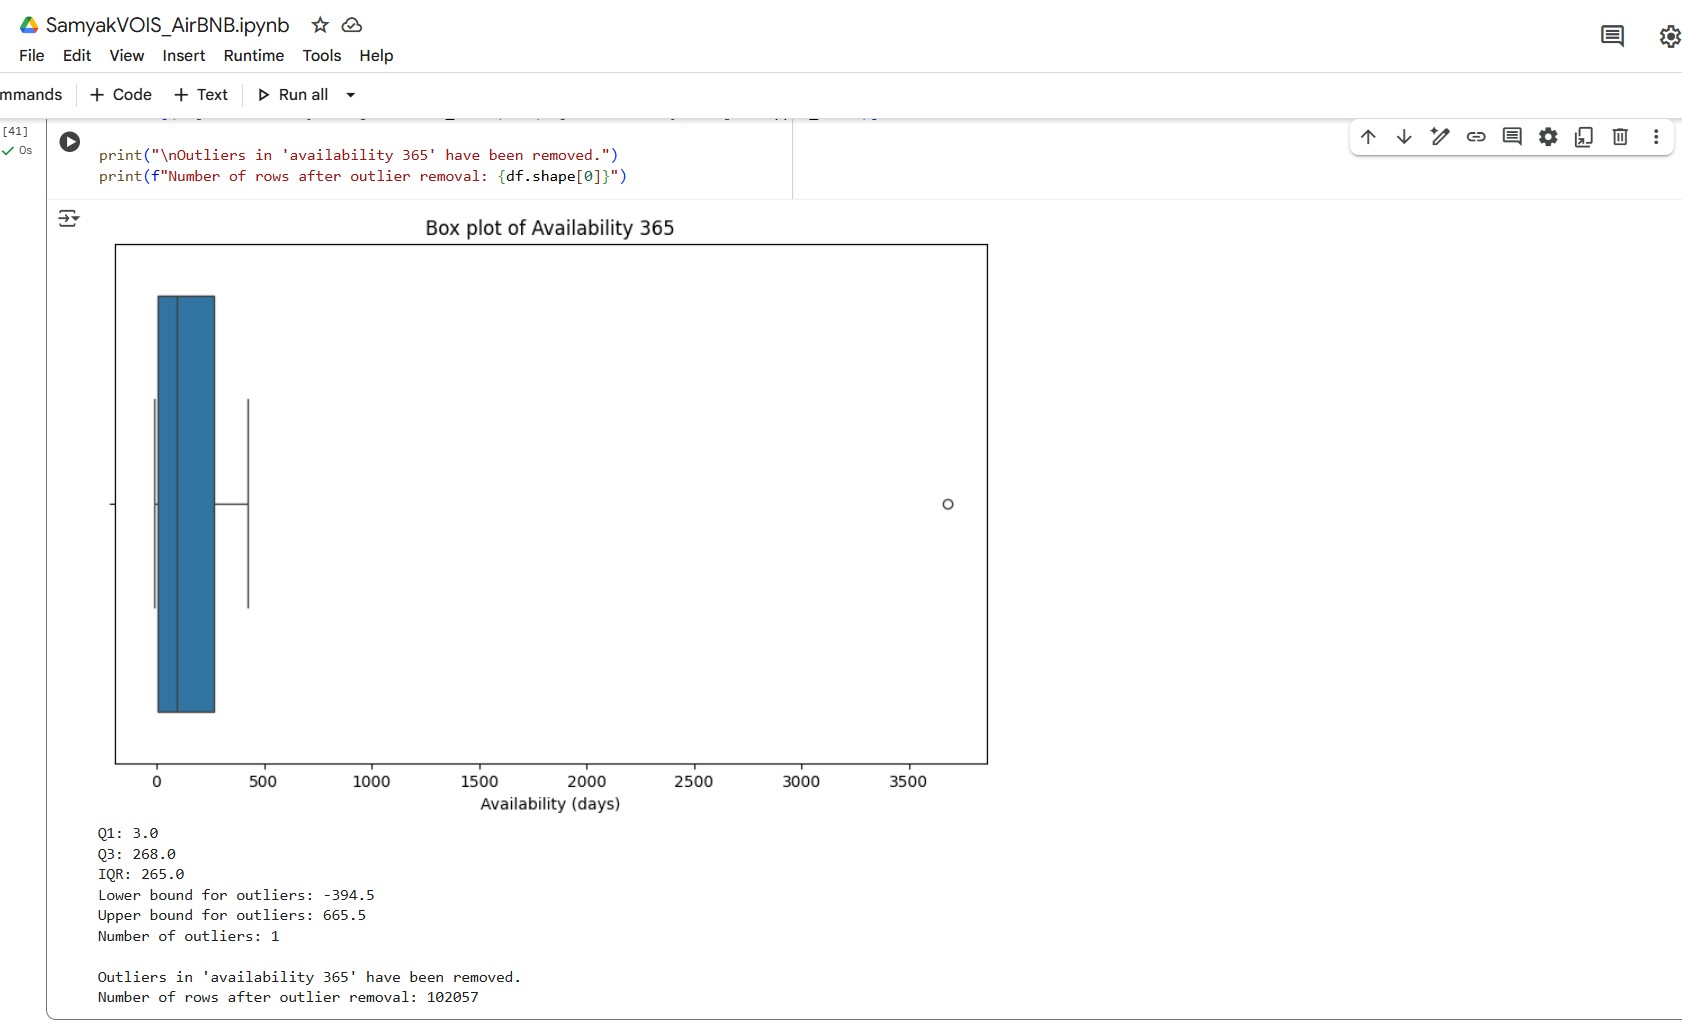 SamyakVOIS_AirBNB.ipynb
File Edit View Insert Runtime Tools Help
mmands + Code + Text Run all
[41]
0s
print("\nOutliers in 'availability 365' have been removed.")
print(f"Number of rows after outlier removal: {df.shape[0]}")
Box plot of Availability 365
0 500 1000 1500 2000 2500 3000 3500
Availability (days)
Q1: 3.0
Q3: 268.0
IQR: 265.0
Lower bound for outliers: -394.5
Upper bound for outliers: 665.5
Number of outliers: 1
Outliers in 'availability 365' have been removed.
Number of rows after outlier removal: 102057